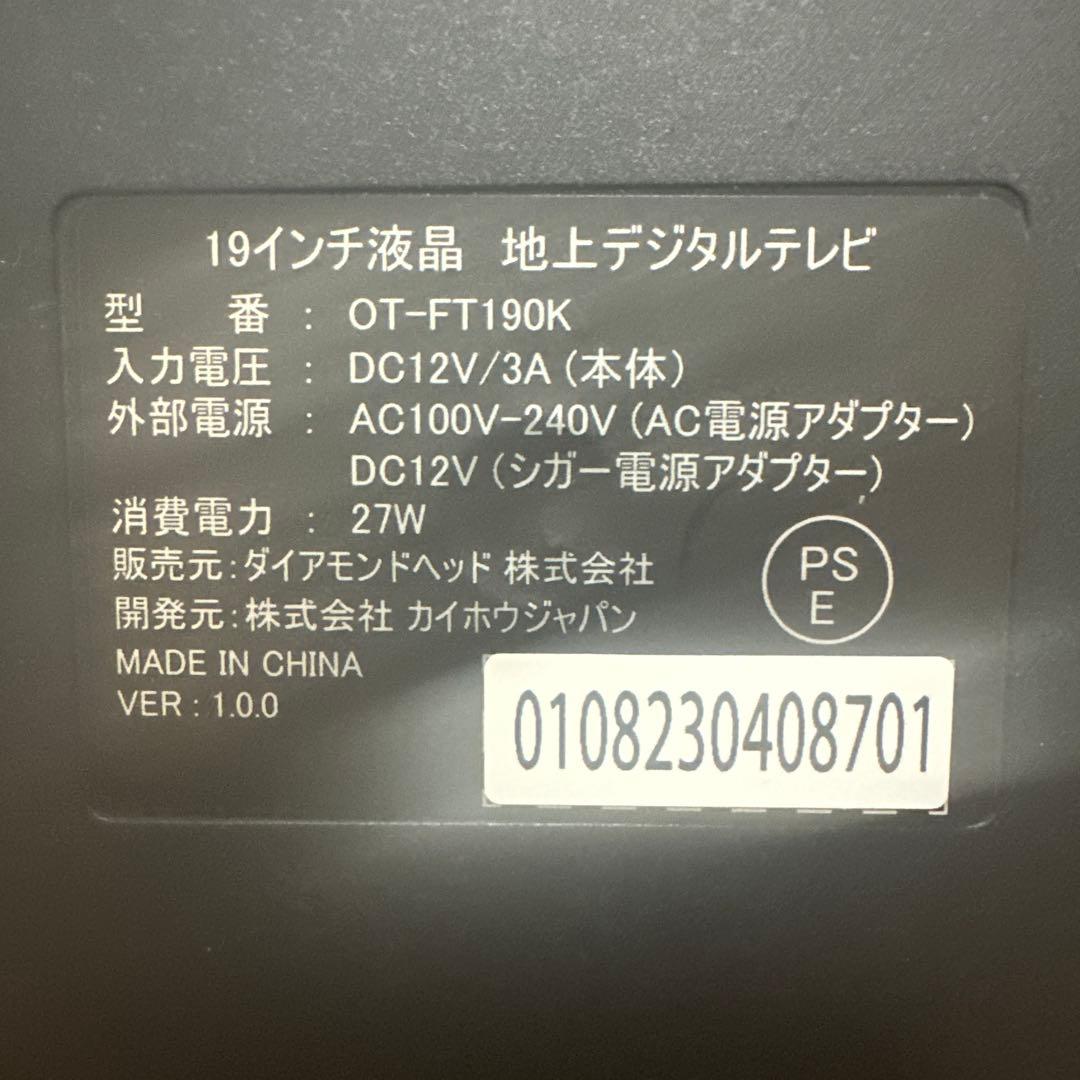 19インチ液晶 地上デジタルテレビ
型 番 : OT-FT190K
入力電圧 : DC12V/3A (本体)
外部電源 : AC100V-240V (AC電源アダプター)
DC12V (シガー電源アダプター)
消費電力 : 27W
販売元:ダイアモンドヘッド 株式会社
開発元:株式会社 カイホウジャパン
MADE IN CHINA
VER : 1.0.0
PS
E
0108230408701